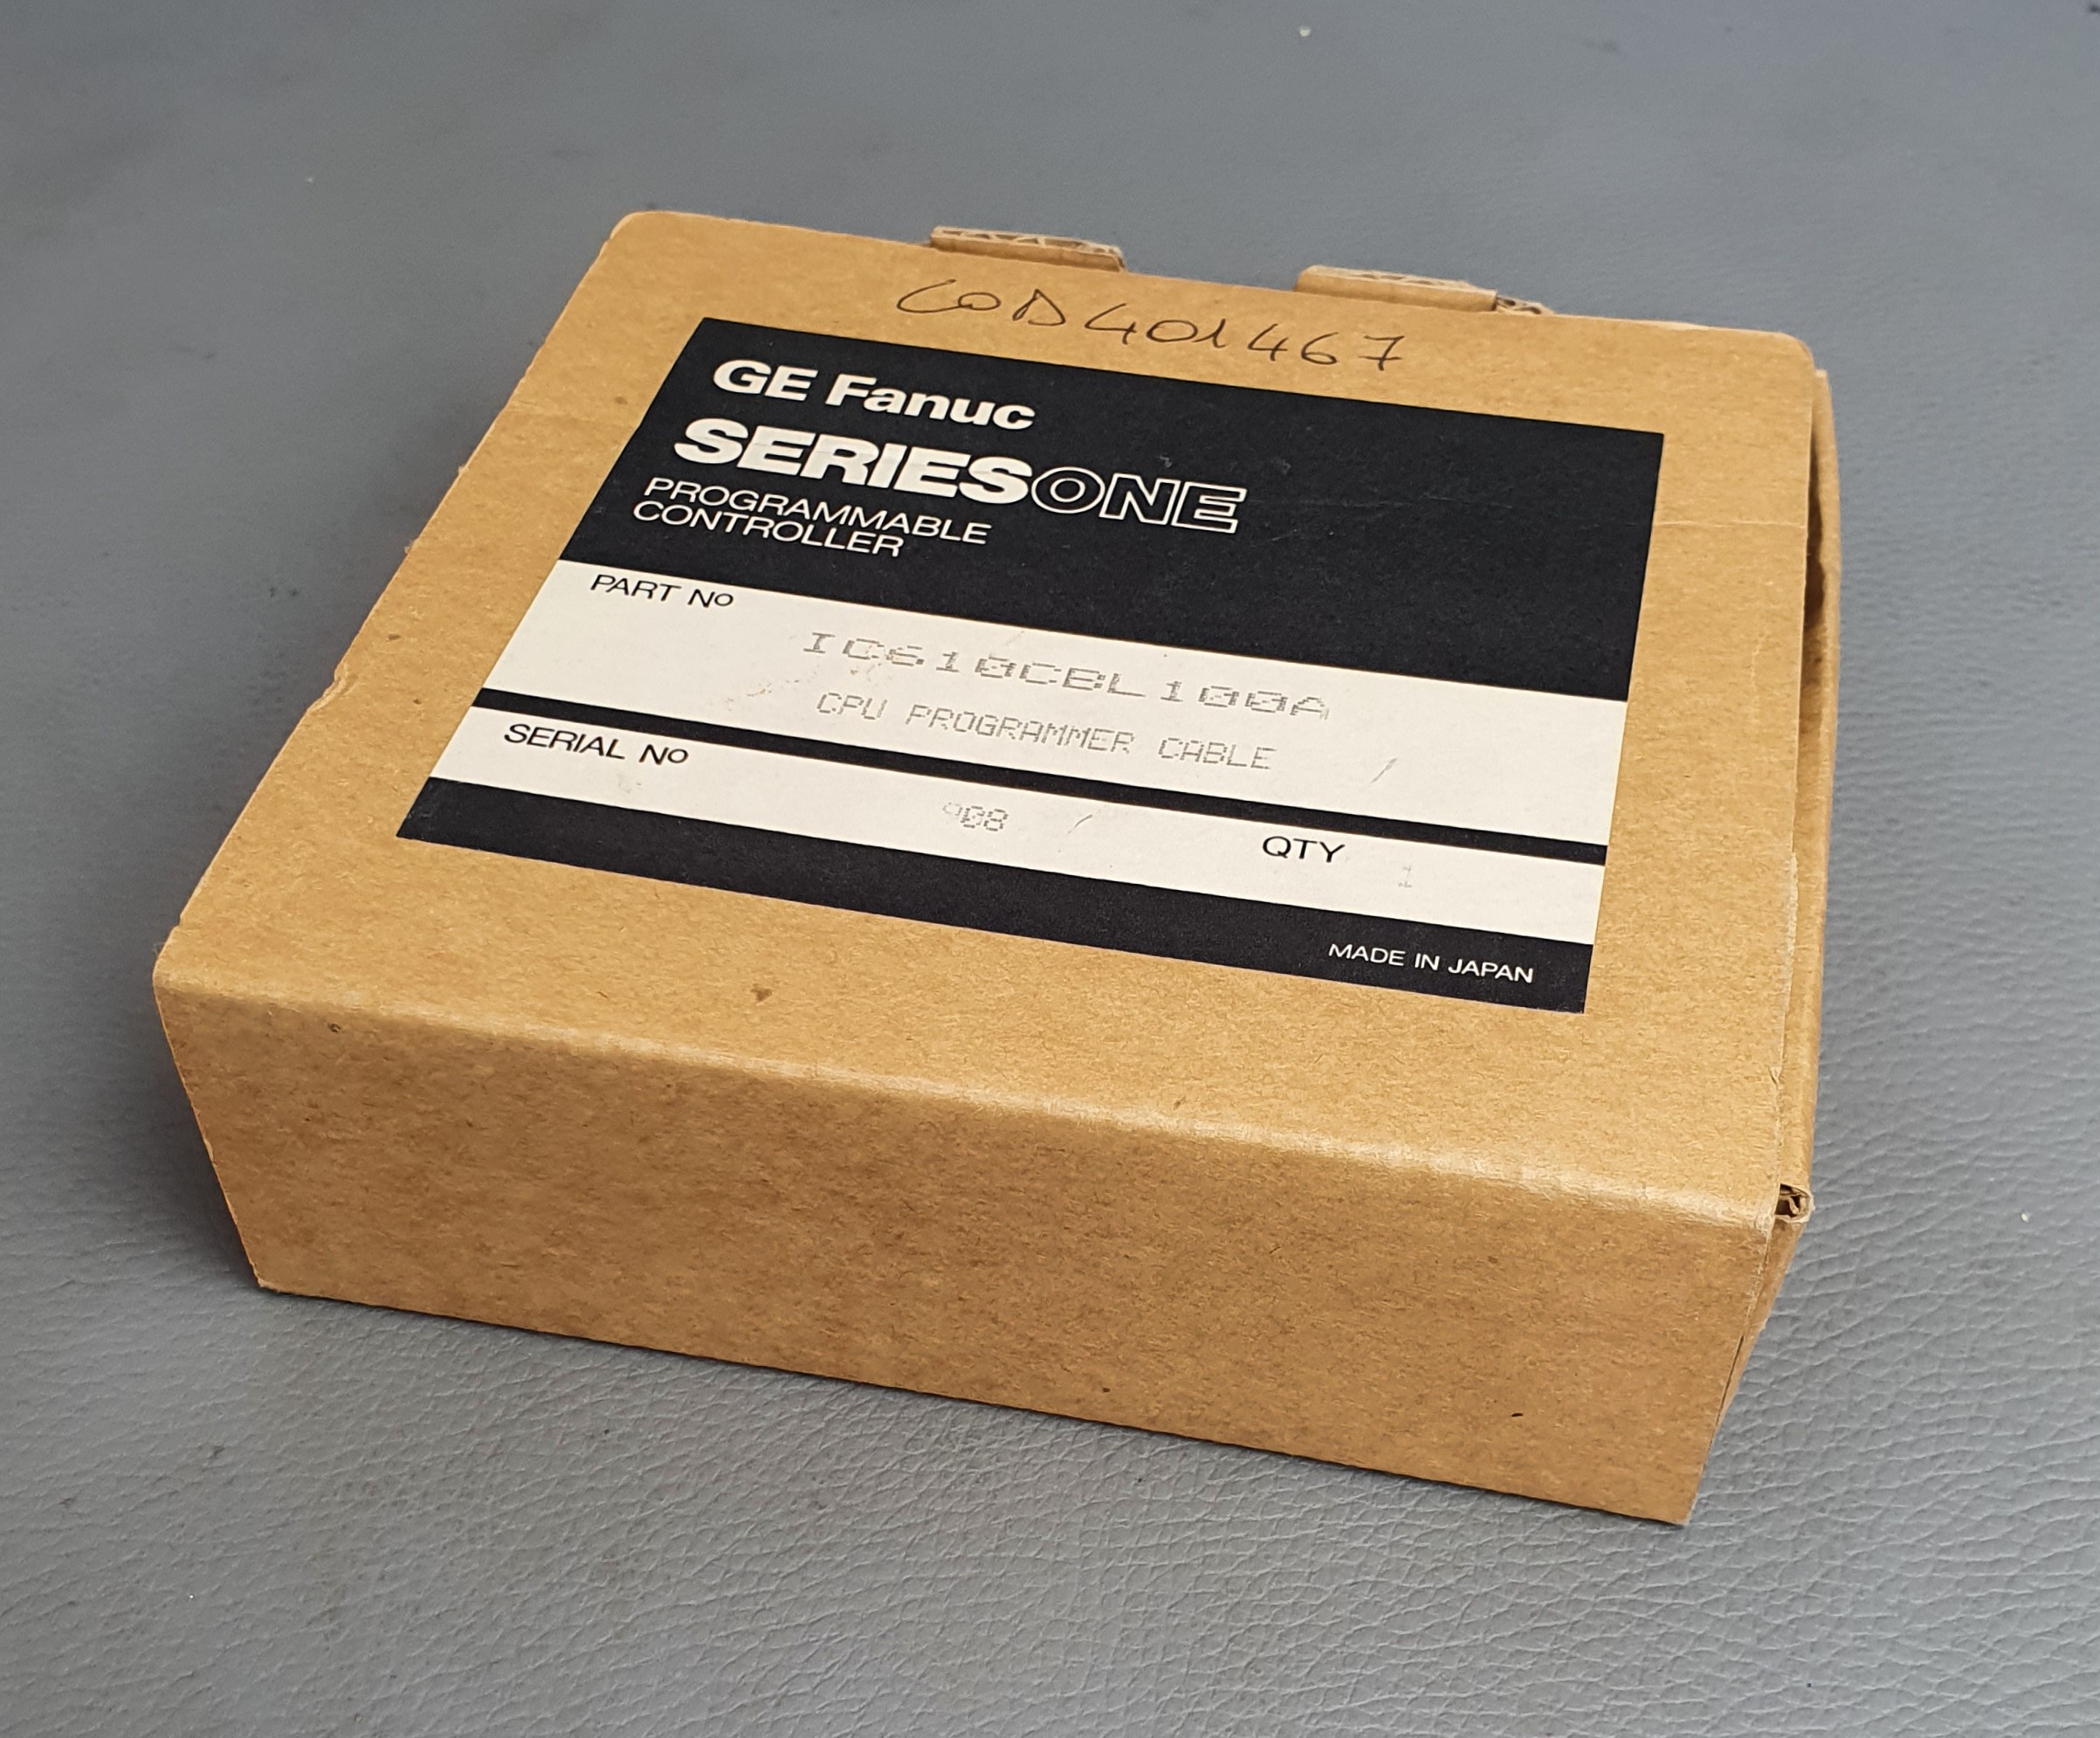 COD401467
GE Fanuc
SERIESONE
PROGRAMMABLE
CONTROLLER
PART No
IC610CBL100A
CPU PROGRAMMER CABLE
SERIAL No
908
QTY 1
MADE IN JAPAN